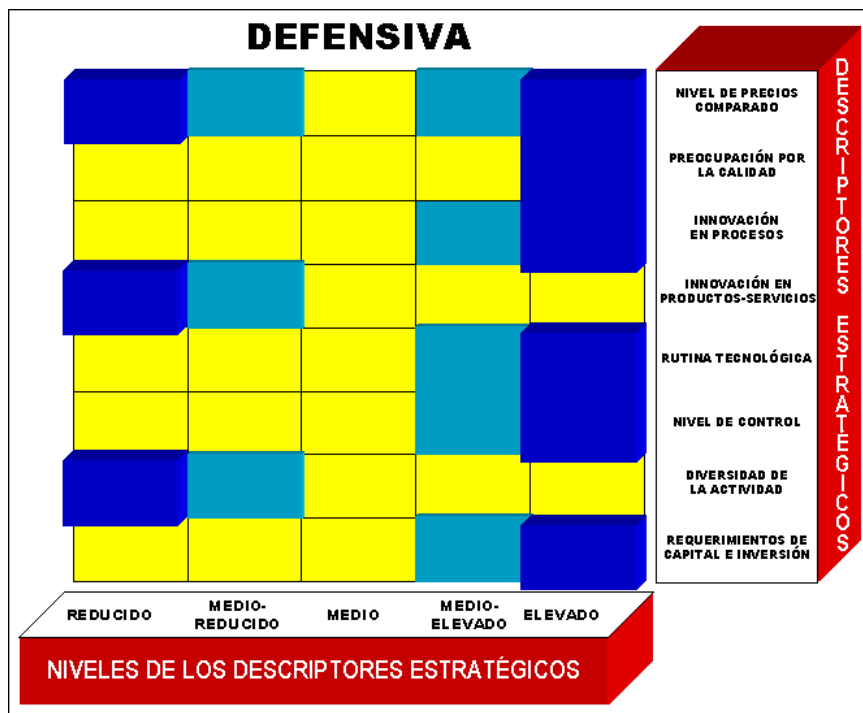 DEFENSIVA
NIVEL DE PRECIOS
COMPARADO
PREOCUPACIÓN POR
LA CALIDAD
INNOVACIÓN
EN PROCESOS
INNOVACIÓN EN
PRODUCTOS-SERVICIOS
RUTINA TECNOLÓGICA
NIVEL DE CONTROL
DIVERSIDAD DE
LA ACTIVIDAD
REQUERIMIENTOS DE
CAPITAL E INVERSIÓN
DESCRIPTORES ESTRATÉGICOS
REDUCIDO
MEDIO-
REDUCIDO
MEDIO
MEDIO-
ELEVADO
ELEVADO
NIVELES DE LOS DESCRIPTORES ESTRATÉGICOS